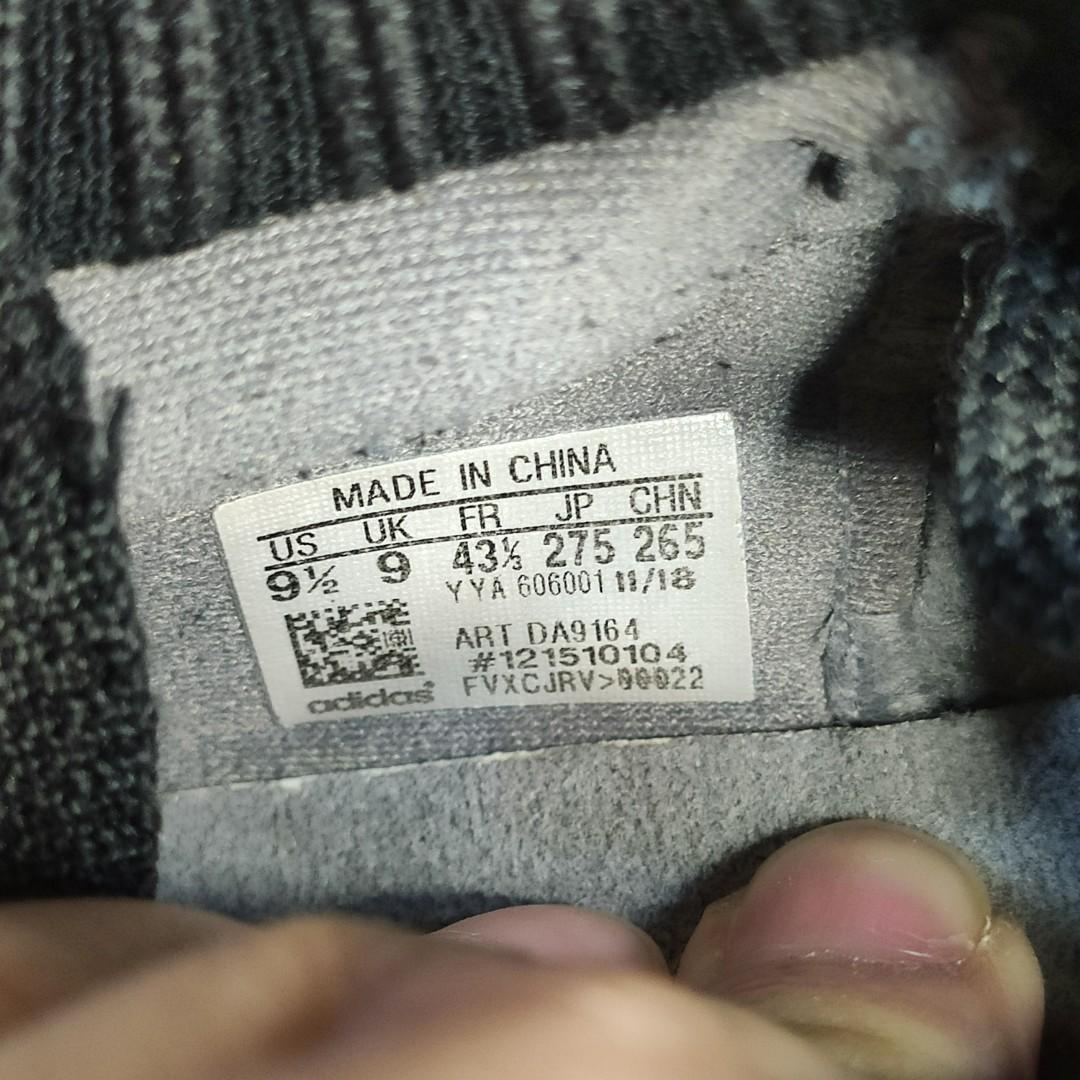 MADE IN CHINA
US UK FR JP CHN
9½ 9 43⅓ 275 265
YYA 606001 11/18
ART DA9164
#121510104
FVXCJRV>00022
adidas